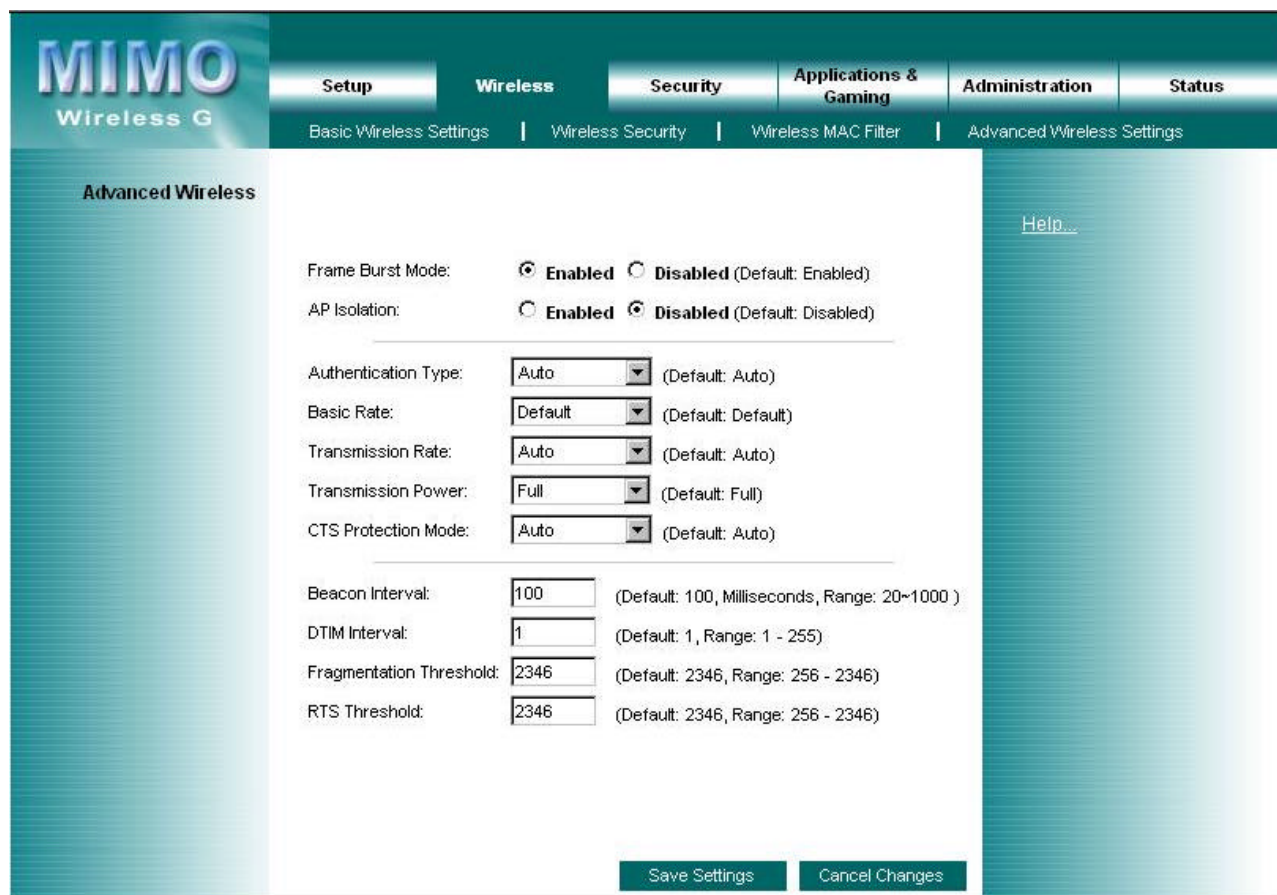 MIMO
Wireless G
Setup
Wireless
Security
Applications &
Gaming
Administration
Status
Basic Wireless Settings | Wireless Security | Wireless MAC Filter | Advanced Wireless Settings
Advanced Wireless
Help...
Frame Burst Mode: Enabled Disabled (Default: Enabled)
AP Isolation: Enabled Disabled (Default: Disabled)
Authentication Type: Auto (Default: Auto)
Basic Rate: Default (Default: Default)
Transmission Rate: Auto (Default: Auto)
Transmission Power: Full (Default: Full)
CTS Protection Mode: Auto (Default: Auto)
Beacon Interval: 100 (Default: 100, Milliseconds, Range: 20~1000 )
DTIM Interval: 1 (Default: 1, Range: 1 - 255)
Fragmentation Threshold: 2346 (Default: 2346, Range: 256 - 2346)
RTS Threshold: 2346 (Default: 2346, Range: 256 - 2346)
Save Settings Cancel Changes